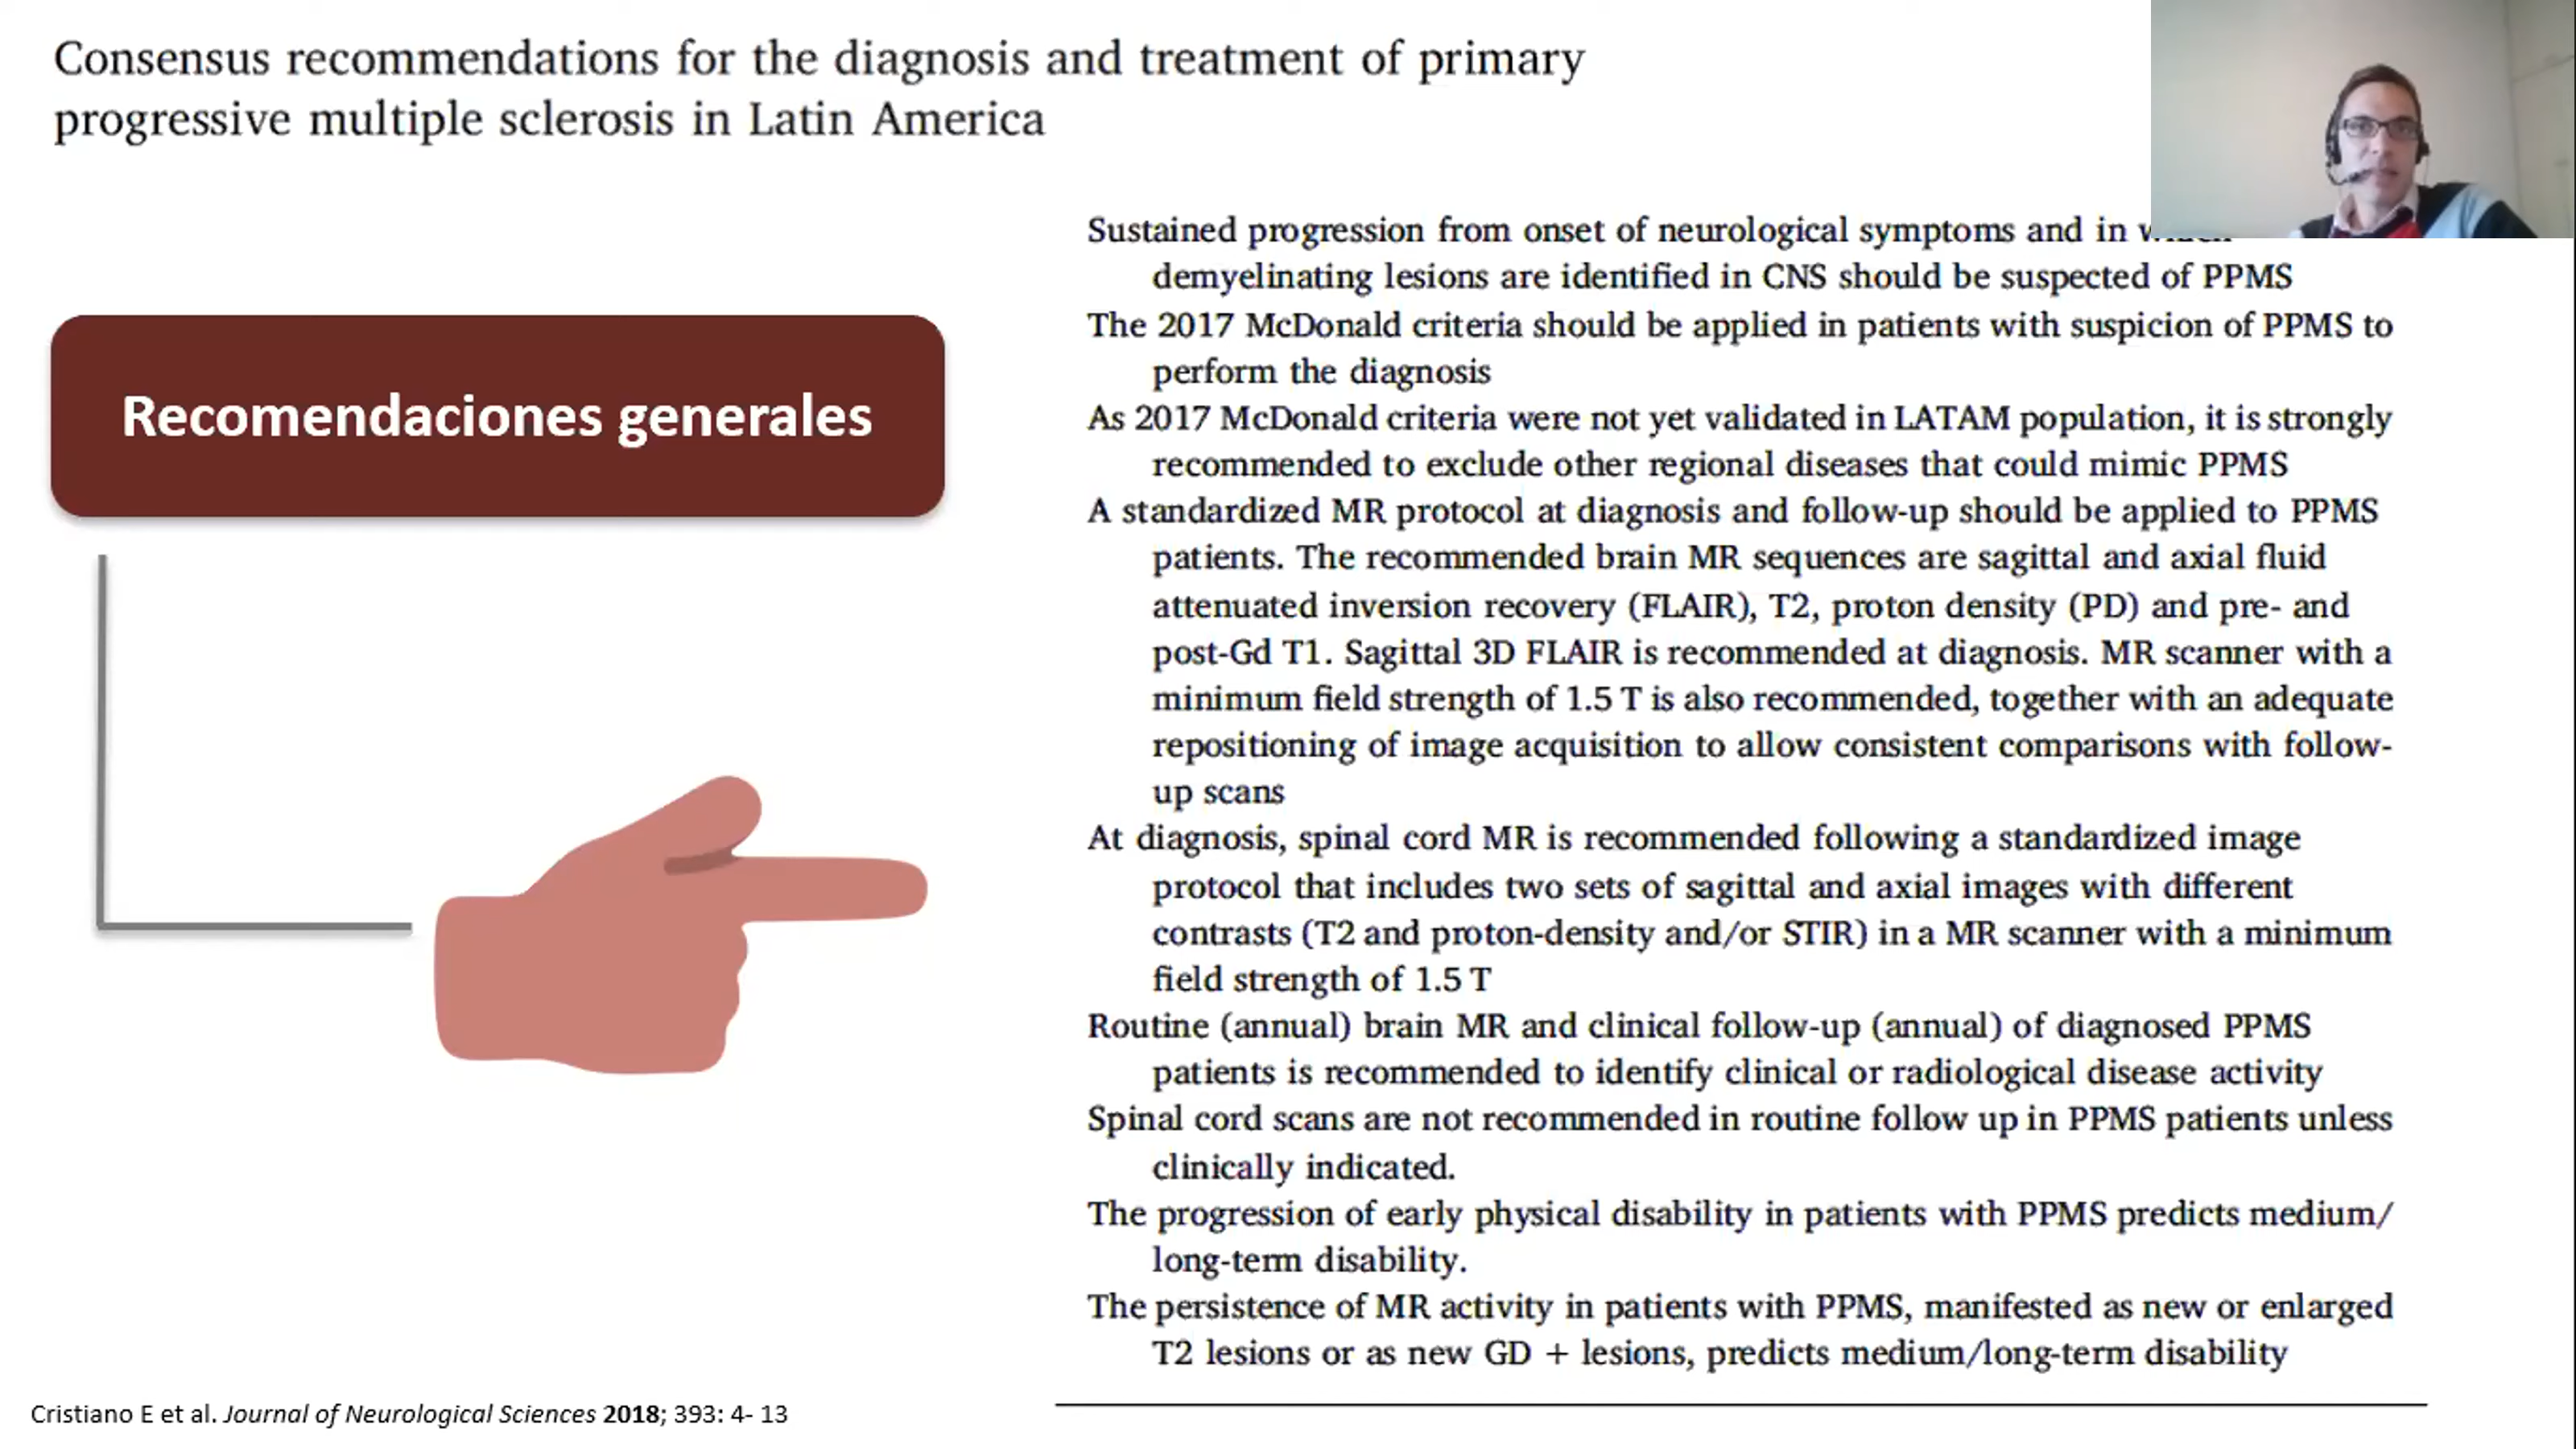 Consensus recommendations for the diagnosis and treatment of primary
progressive multiple sclerosis in Latin America
Recomendaciones generales
Sustained progression from onset of neurological symptoms and in
demyelinating lesions are identified in CNS should be suspected of PPMS
The 2017 McDonald criteria should be applied in patients with suspicion of PPMS to
perform the diagnosis
As 2017 McDonald criteria were not yet validated in LATAM population, it is strongly
recommended to exclude other regional diseases that could mimic PPMS
A standardized MR protocol at diagnosis and follow-up should be applied to PPMS
patients. The recommended brain MR sequences are sagittal and axial fluid
attenuated inversion recovery (FLAIR), T2, proton density (PD) and pre- and
post-Gd T1. Sagittal 3D FLAIR is recommended at diagnosis. MR scanner with a
minimum field strength of 1.5 T is also recommended, together with an adequate
repositioning of image acquisition to allow consistent comparisons with follow-
up scans
At diagnosis, spinal cord MR is recommended following a standardized image
protocol that includes two sets of sagittal and axial images with different
contrasts (T2 and proton-density and/or STIR) in a MR scanner with a minimum
field strength of 1.5 T
Routine (annual) brain MR and clinical follow-up (annual) of diagnosed PPMS
patients is recommended to identify clinical or radiological disease activity
Spinal cord scans are not recommended in routine follow up in PPMS patients unless
clinically indicated.
The progression of early physical disability in patients with PPMS predicts medium/
long-term disability.
The persistence of MR activity in patients with PPMS, manifested as new or enlarged
T2 lesions or as new GD + lesions, predicts medium/long-term disability
Cristiano E et al. Journal of Neurological Sciences 2018; 393: 4- 13